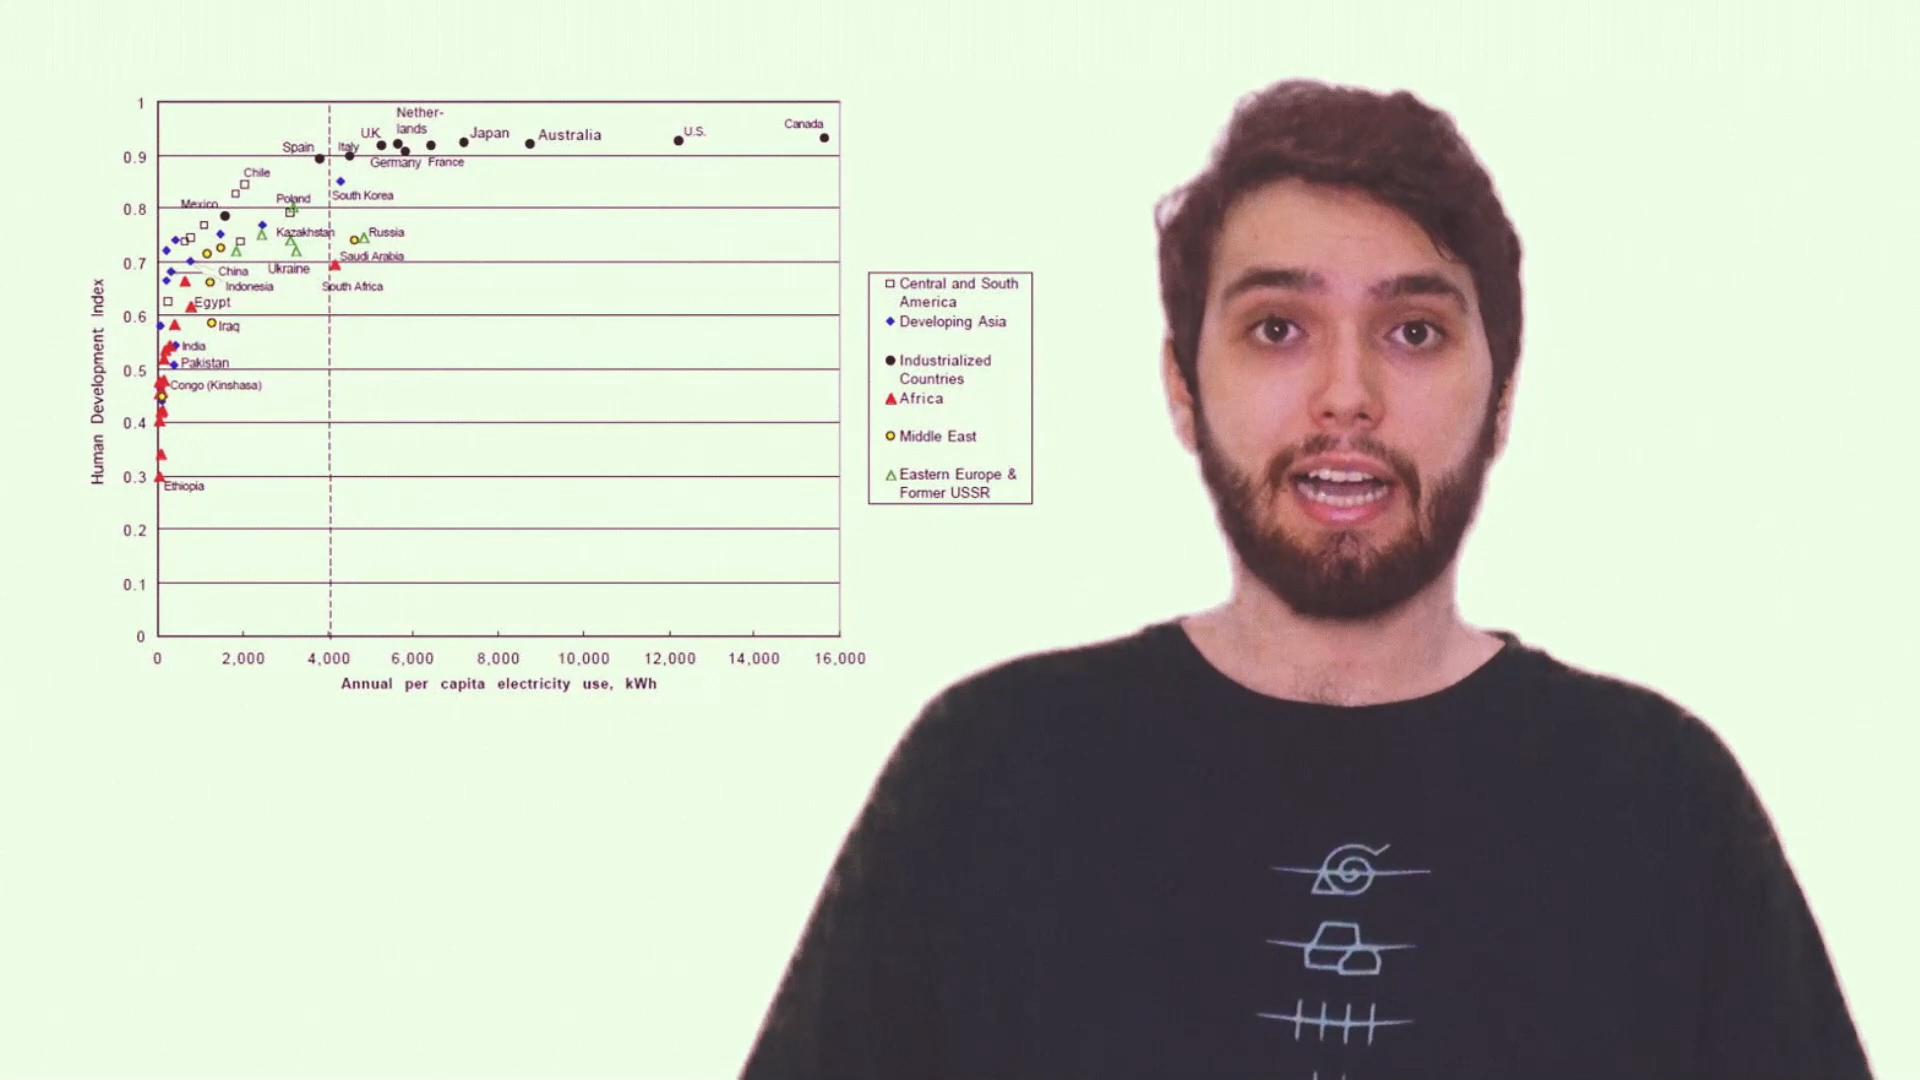 Nether-
lands
U.K.
Japan
Australia
U.S.
Canada
Spain
Italy
Germany
France
Chile
South Korea
Mexico
Poland
Kazakhstan
Russia
Saudi Arabia
Ukraine
China
Indonesia
South Africa
Egypt
Iraq
India
Pakistan
Congo (Kinshasa)
Ethiopia
1
0.9
0.8
0.7
0.6
0.5
0.4
0.3
0.2
0.1
0
Human Development Index
0 2,000 4,000 6,000 8,000 10,000 12,000 14,000 16,000
Annual per capita electricity use, kWh
Central and South
America
Developing Asia
Industrialized
Countries
Africa
Middle East
Eastern Europe &
Former USSR